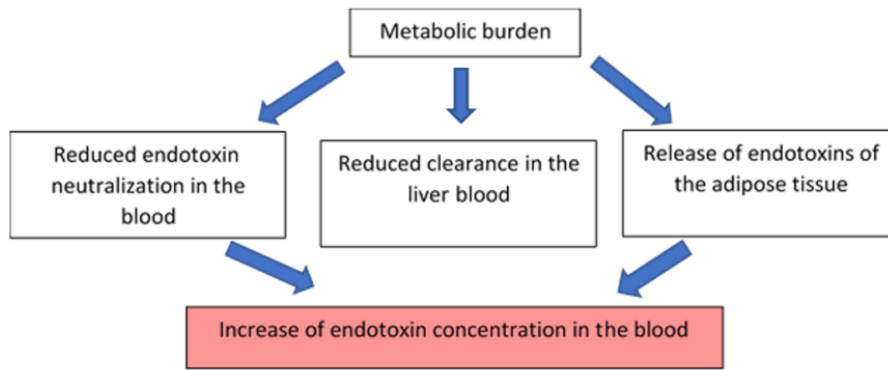 Metabolic burden
Reduced endotoxin
neutralization in the
blood
Reduced clearance in the
liver blood
Release of endotoxins of
the adipose tissue
Increase of endotoxin concentration in the blood